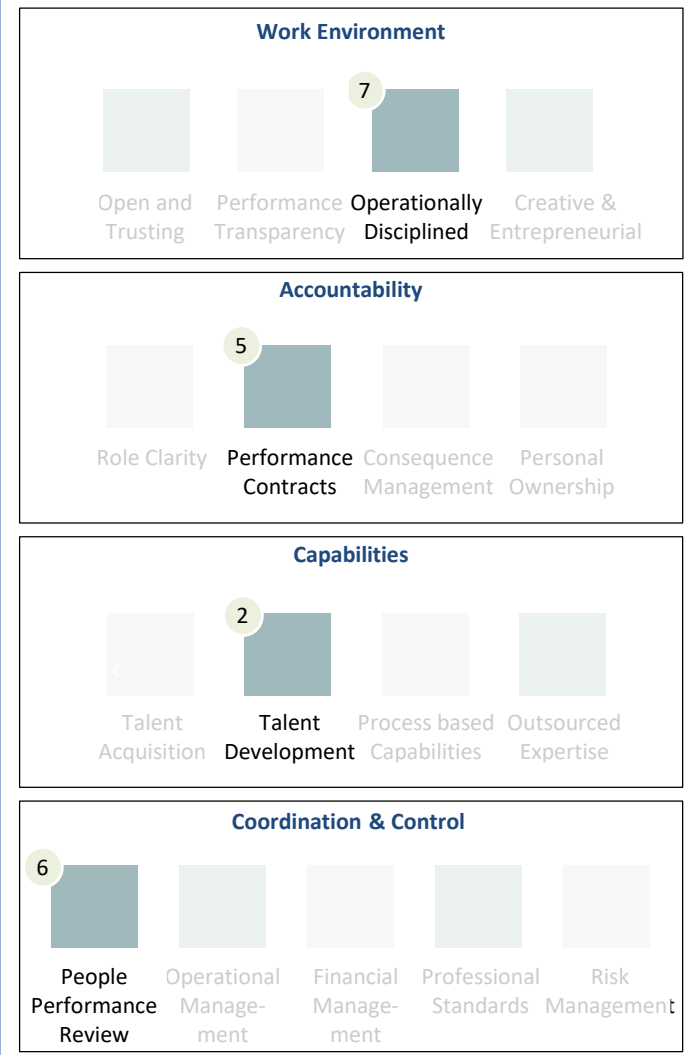 Work Environment
7
Open and Performance Operationally Creative &
Trusting Transparency Disciplined Entrepreneurial
Accountability
5
Role Clarity Performance Consequence Personal
Contracts Management Ownership
Capabilities
2
c
Talent Talent Process based Outsourced
Acquisition Development Capabilities Expertise
Coordination & Control
6
People Operational Financial Professional Risk
Performance Manage- Manage- Standards Management
Review ment ment